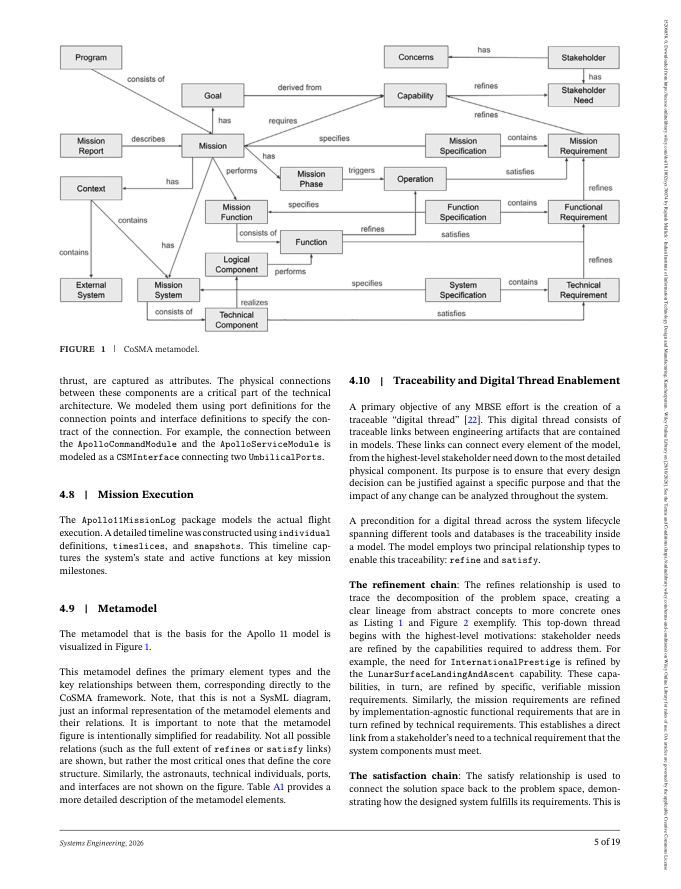 Program
Concerns
has
Stakeholder
consists of
has
Goal
derived from
Capability
refines
Stakeholder
Need
has
requires
refines
Mission
Report
describes
Mission
specifies
Mission
Specification
contains
Mission
Requirement
performs
has
Mission
Phase
triggers
Operation
satisfies
Context
has
refines
Mission
Function
specifies
Function
Specification
contains
Functional
Requirement
contains
consists of
Function
refines
satisfies
contains
has
Logical
Component
performs
refines
External
System
Mission
System
specifies
System
Specification
contains
Technical
Requirement
realizes
consists of
Technical
Component
satisfies
FIGURE 1 | CoSMA metamodel.
thrust, are captured as attributes. The physical connections
between these components are a critical part of the technical
architecture. We modeled them using port definitions for the
connection points and interface definitions to specify the con-
tract of the connection. For example, the connection between
the ApolloCommandModule and the ApolloServiceModule is
modeled as a CSMInterface connecting two UmbilicalPorts.
4.8 | Mission Execution
The Apollo11MissionLog package models the actual flight
execution. A detailed timeline was constructed using individual
definitions, timeslices, and snapshots. This timeline cap-
tures the system's state and active functions at key mission
milestones.
4.9 | Metamodel
The metamodel that is the basis for the Apollo 11 model is
visualized in Figure 1.
This metamodel defines the primary element types and the
key relationships between them, corresponding directly to the
CoSMA framework. Note, that this is not a SysML diagram,
just an informal representation of the metamodel elements and
their relations. It is important to note that the metamodel
figure is intentionally simplified for readability. Not all possible
relations (such as the full extent of refines or satisfy links)
are shown, but rather the most critical ones that define the core
structure. Similarly, the astronauts, technical individuals, ports,
and interfaces are not shown on the figure. Table A1 provides a
more detailed description of the metamodel elements.
4.10 | Traceability and Digital Thread Enablement
A primary objective of any MBSE effort is the creation of a
traceable “digital thread” [22]. This digital thread consists of
traceable links between engineering artifacts that are contained
in models. These links can connect every element of the model,
from the highest-level stakeholder need down to the most detailed
physical component. Its purpose is to ensure that every design
decision can be justified against a specific purpose and that the
impact of any change can be analyzed throughout the system.
A precondition for a digital thread across the system lifecycle
spanning different tools and databases is the traceability inside
a model. The model employs two principal relationship types to
enable this traceability: refine and satisfy.
The refinement chain: The refines relationship is used to
trace the decomposition of the problem space, creating a
clear lineage from abstract concepts to more concrete ones
as Listing 1 and Figure 2 exemplify. This top-down thread
begins with the highest-level motivations: stakeholder needs
are refined by the capabilities required to address them. For
example, the need for InternationalPrestige is refined by
the LunarSurfaceLandingAndAscent capability. These capa-
bilities, in turn, are refined by specific, verifiable mission
requirements. Similarly, the mission requirements are refined
by implementation-agnostic functional requirements that are in
turn refined by technical requirements. This establishes a direct
link from a stakeholder's need to a technical requirement that the
system components must meet.
The satisfaction chain: The satisfy relationship is used to
connect the solution space back to the problem space, demon-
strating how the designed system fulfills its requirements. This is
Systems Engineering, 2026
5 of 19